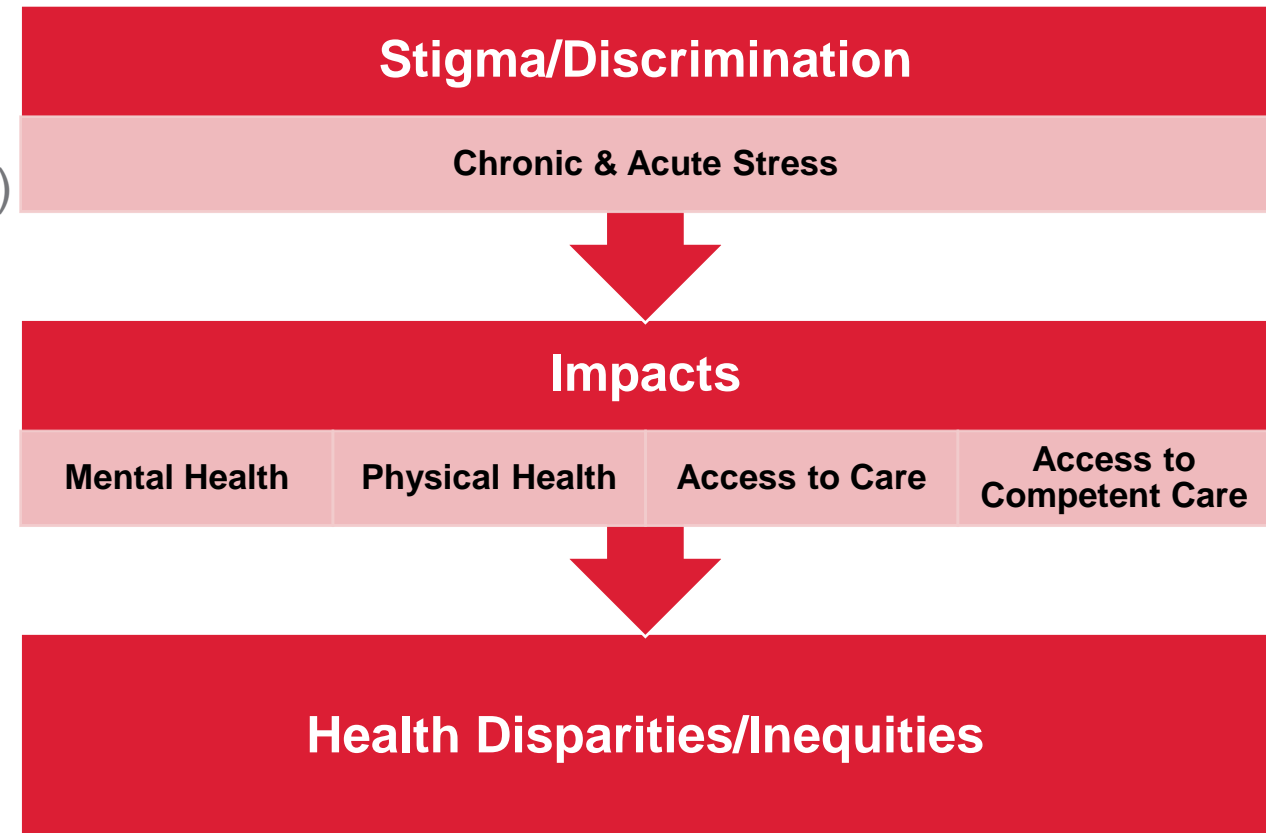 Stigma/Discrimination
Chronic & Acute Stress
)
Impacts
Mental Health
Physical Health
Access to Care
Access to
Competent Care
Health Disparities/Inequities